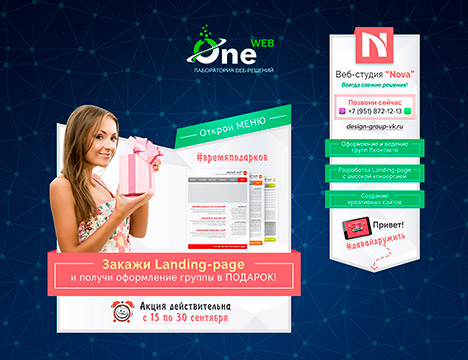 One WEB
ЛАБОРАТОРИЯ ВЕБ-РЕШЕНИЙ
Открой МЕНЮ
#времяподарков
Закажи Landing-page
и получи оформление группы в ПОДАРОК!
Акция действительна
с 15 по 30 сентября
N
Веб-студия "Nova"
Всегда свежие решения!
Позвони сейчас
+7 (951) 872-12-13
design-group-vk.ru
Оформление и ведение
групп Вконтакте
Разработка Landing-page
с высокой конверсией
Создание
креативных сайтов
Привет!
#давайдружить